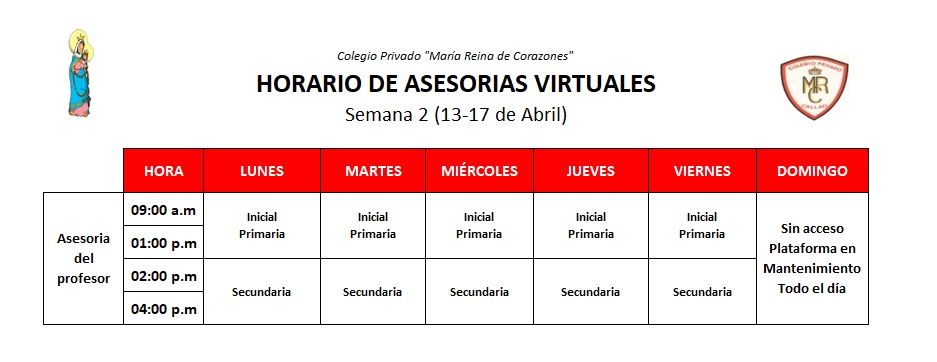 Colegio Privado "María Reina de Corazones"
HORARIO DE ASESORIAS VIRTUALES
Semana 2 (13-17 de Abril)
COLEGIO PRIVADO
MRC
CALLAO
HORA LUNES MARTES MIÉRCOLES JUEVES VIERNES DOMINGO
Asesoria
del
profesor
09:00 a.m
01:00 p.m
Inicial
Primaria
Inicial
Primaria
Inicial
Primaria
Inicial
Primaria
Inicial
Primaria
02:00 p.m
04:00 p.m
Secundaria
Secundaria
Secundaria
Secundaria
Secundaria
Sin acceso
Plataforma en
Mantenimiento
Todo el día